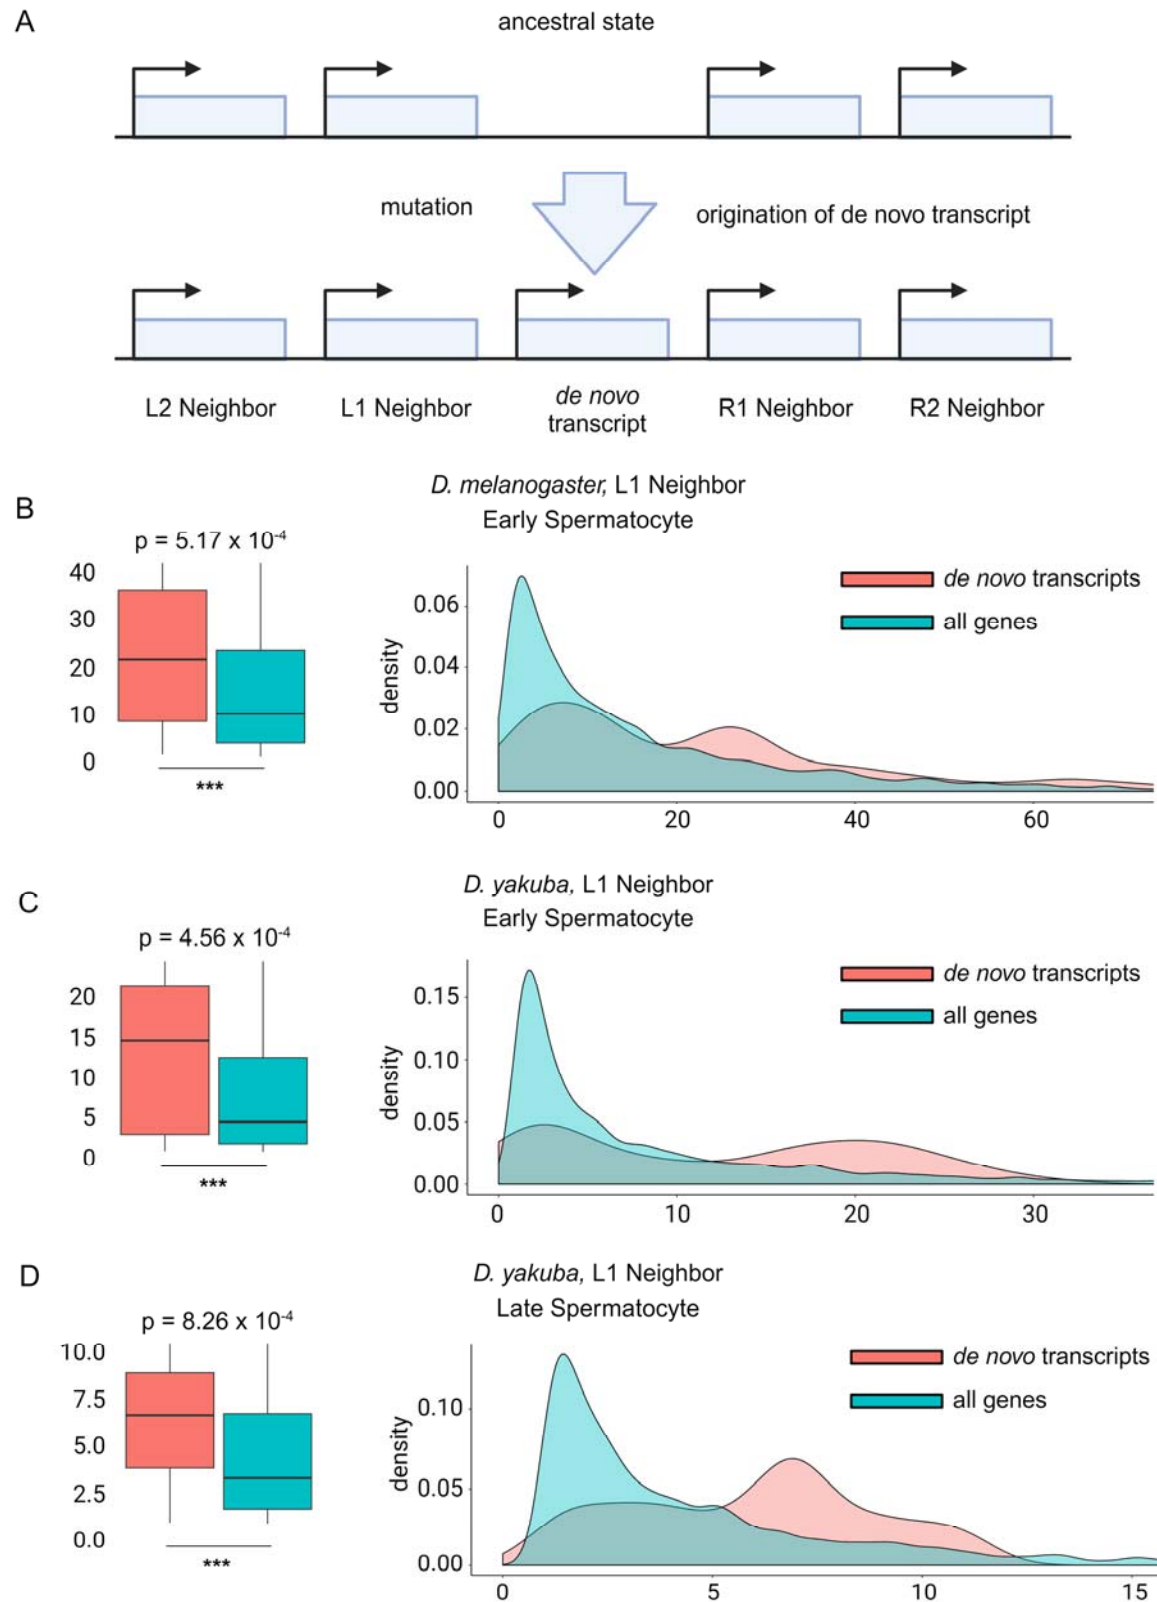 A
ancestral state
mutation
origination of de novo transcript
L2 Neighbor
L1 Neighbor
de novo
transcript
R1 Neighbor
R2 Neighbor
B
D. melanogaster, L1 Neighbor
Early Spermatocyte
p = 5.17 x 10-4
40
30
20
10
0
***
density
0.06
0.04
0.02
0.00
0
20
40
60
de novo transcripts
all genes
C
D. yakuba, L1 Neighbor
Early Spermatocyte
p = 4.56 x 10-4
20
15
10
5
0
***
density
0.15
0.10
0.05
0.00
0
10
20
30
de novo transcripts
all genes
D
D. yakuba, L1 Neighbor
Late Spermatocyte
p = 8.26 x 10-4
10.0
7.5
5.0
2.5
0.0
***
density
0.10
0.05
0.00
0
5
10
15
de novo transcripts
all genes